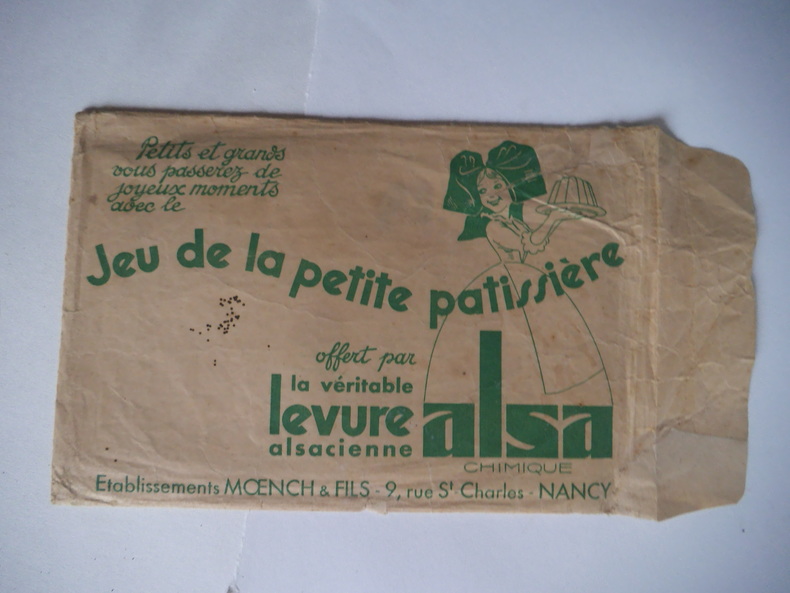 Petits et grands
vous passerez de
joyeux moments
avec le
Jeu de la petite patissière
offert par
la véritable
levure alsa
alsacienne
CHIMIQUE
Etablissements MŒNCH & FILS - 9, rue St-Charles - NANCY